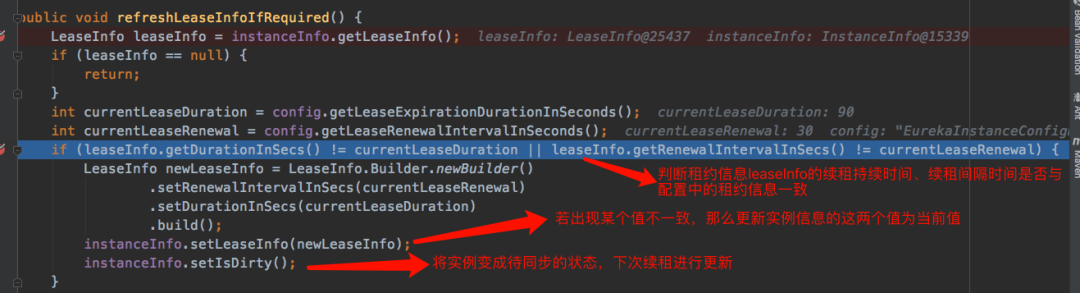 public void refreshLeaseInfoIfRequired() {
LeaseInfo leaseInfo = instanceInfo.getLeaseInfo(); leaseInfo: LeaseInfo@25437 instanceInfo: InstanceInfo@15339
if (leaseInfo == null) {
return;
}
int currentLeaseDuration = config.getLeaseExpirationDurationInSeconds(); currentLeaseDuration: 90
int currentLeaseRenewal = config.getLeaseRenewalIntervalInSeconds(); currentLeaseRenewal: 30 config: "EurekaInstanceConfig
if (leaseInfo.getDurationInSecs() != currentLeaseDuration || leaseInfo.getRenewalIntervalInSecs() != currentLeaseRenewal) {
LeaseInfo newLeaseInfo = LeaseInfo.Builder.newBuilder()
判断租约信息leaseInfo的续租持续时间、续租间隔时间是否与
.setRenewalIntervalInSecs(currentLeaseRenewal)
配置中的租约信息一致
.setDurationInSecs(currentLeaseDuration)
.build();
若出现某个值不一致，那么更新实例信息的这两个值为当前值
instanceInfo.setLeaseInfo(newLeaseInfo);
instanceInfo.setIsDirty();
将实例变成待同步的状态，下次续租进行更新
}
Bean Validation
Ant
m
Maven